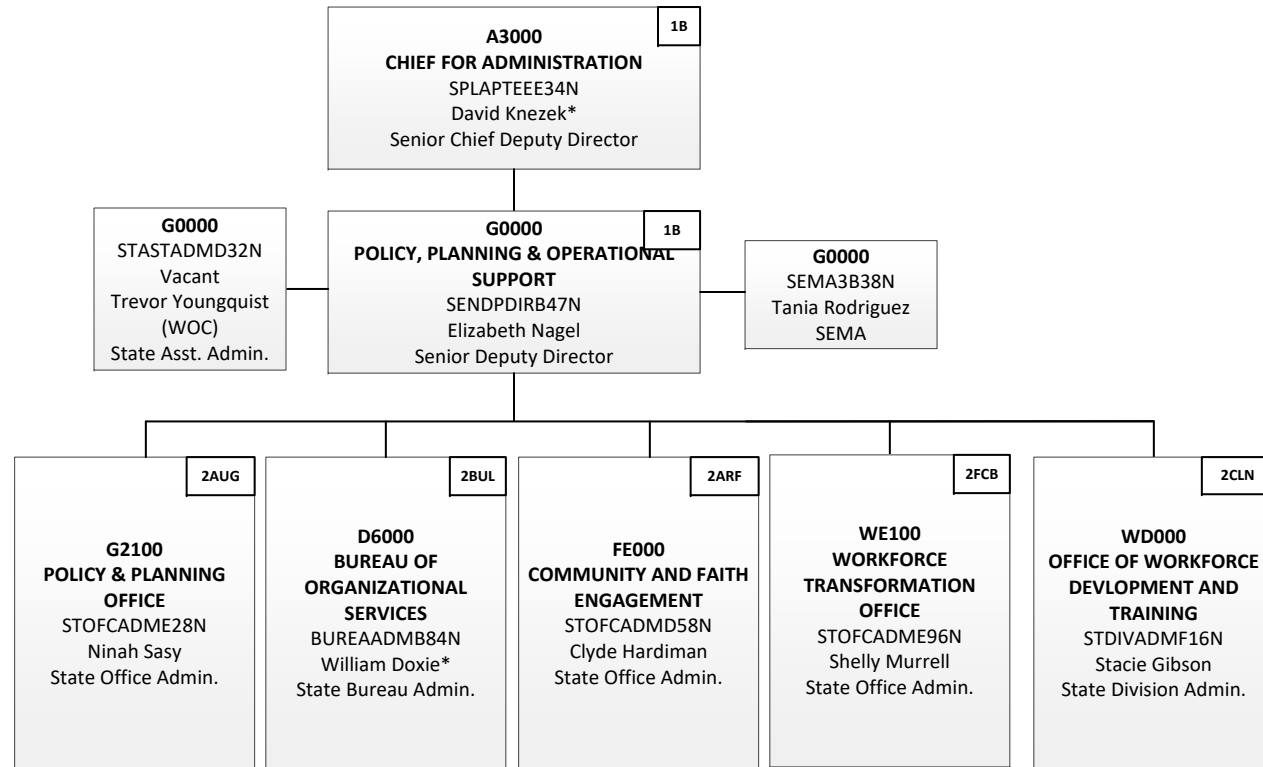 1B
A3000
CHIEF FOR ADMINISTRATION
SPLAPTEEE34N
David Knezek*
Senior Chief Deputy Director
G0000
STASTADMD32N
Vacant
Trevor Youngquist
(WOC)
State Asst. Admin.
1B
G0000
POLICY, PLANNING & OPERATIONAL
SUPPORT
SENDPDIRB47N
Elizabeth Nagel
Senior Deputy Director
G0000
SEMA3B38N
Tania Rodriguez
SEMA
2AUG
G2100
POLICY & PLANNING
OFFICE
STOFCADME28N
Ninah Sasy
State Office Admin.
2BUL
D6000
BUREAU OF
ORGANIZATIONAL
SERVICES
BUREAADMB84N
William Doxie*
State Bureau Admin.
2ARF
FE000
COMMUNITY AND FAITH
ENGAGEMENT
STOFCADMD58N
Clyde Hardiman
State Office Admin.
2FCB
WE100
WORKFORCE
TRANSFORMATION
OFFICE
STOFCADME96N
Shelly Murrell
State Office Admin.
2CLN
WD000
OFFICE OF WORKFORCE
DEVLOPMENT AND
TRAINING
STDIVADMF16N
Stacie Gibson
State Division Admin.